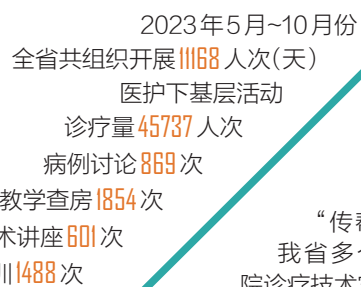 2023年5月~10月份
全省共组织开展11168人次(天)
医护下基层活动
诊疗量45737人次
病例讨论869次
教学查房1854次
术讲座601次
训1488次
“传
我省多
院诊疗技术